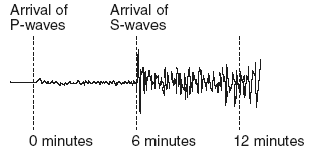 Arrival of
P-waves
Arrival of
S-waves
0 minutes
6 minutes
12 minutes